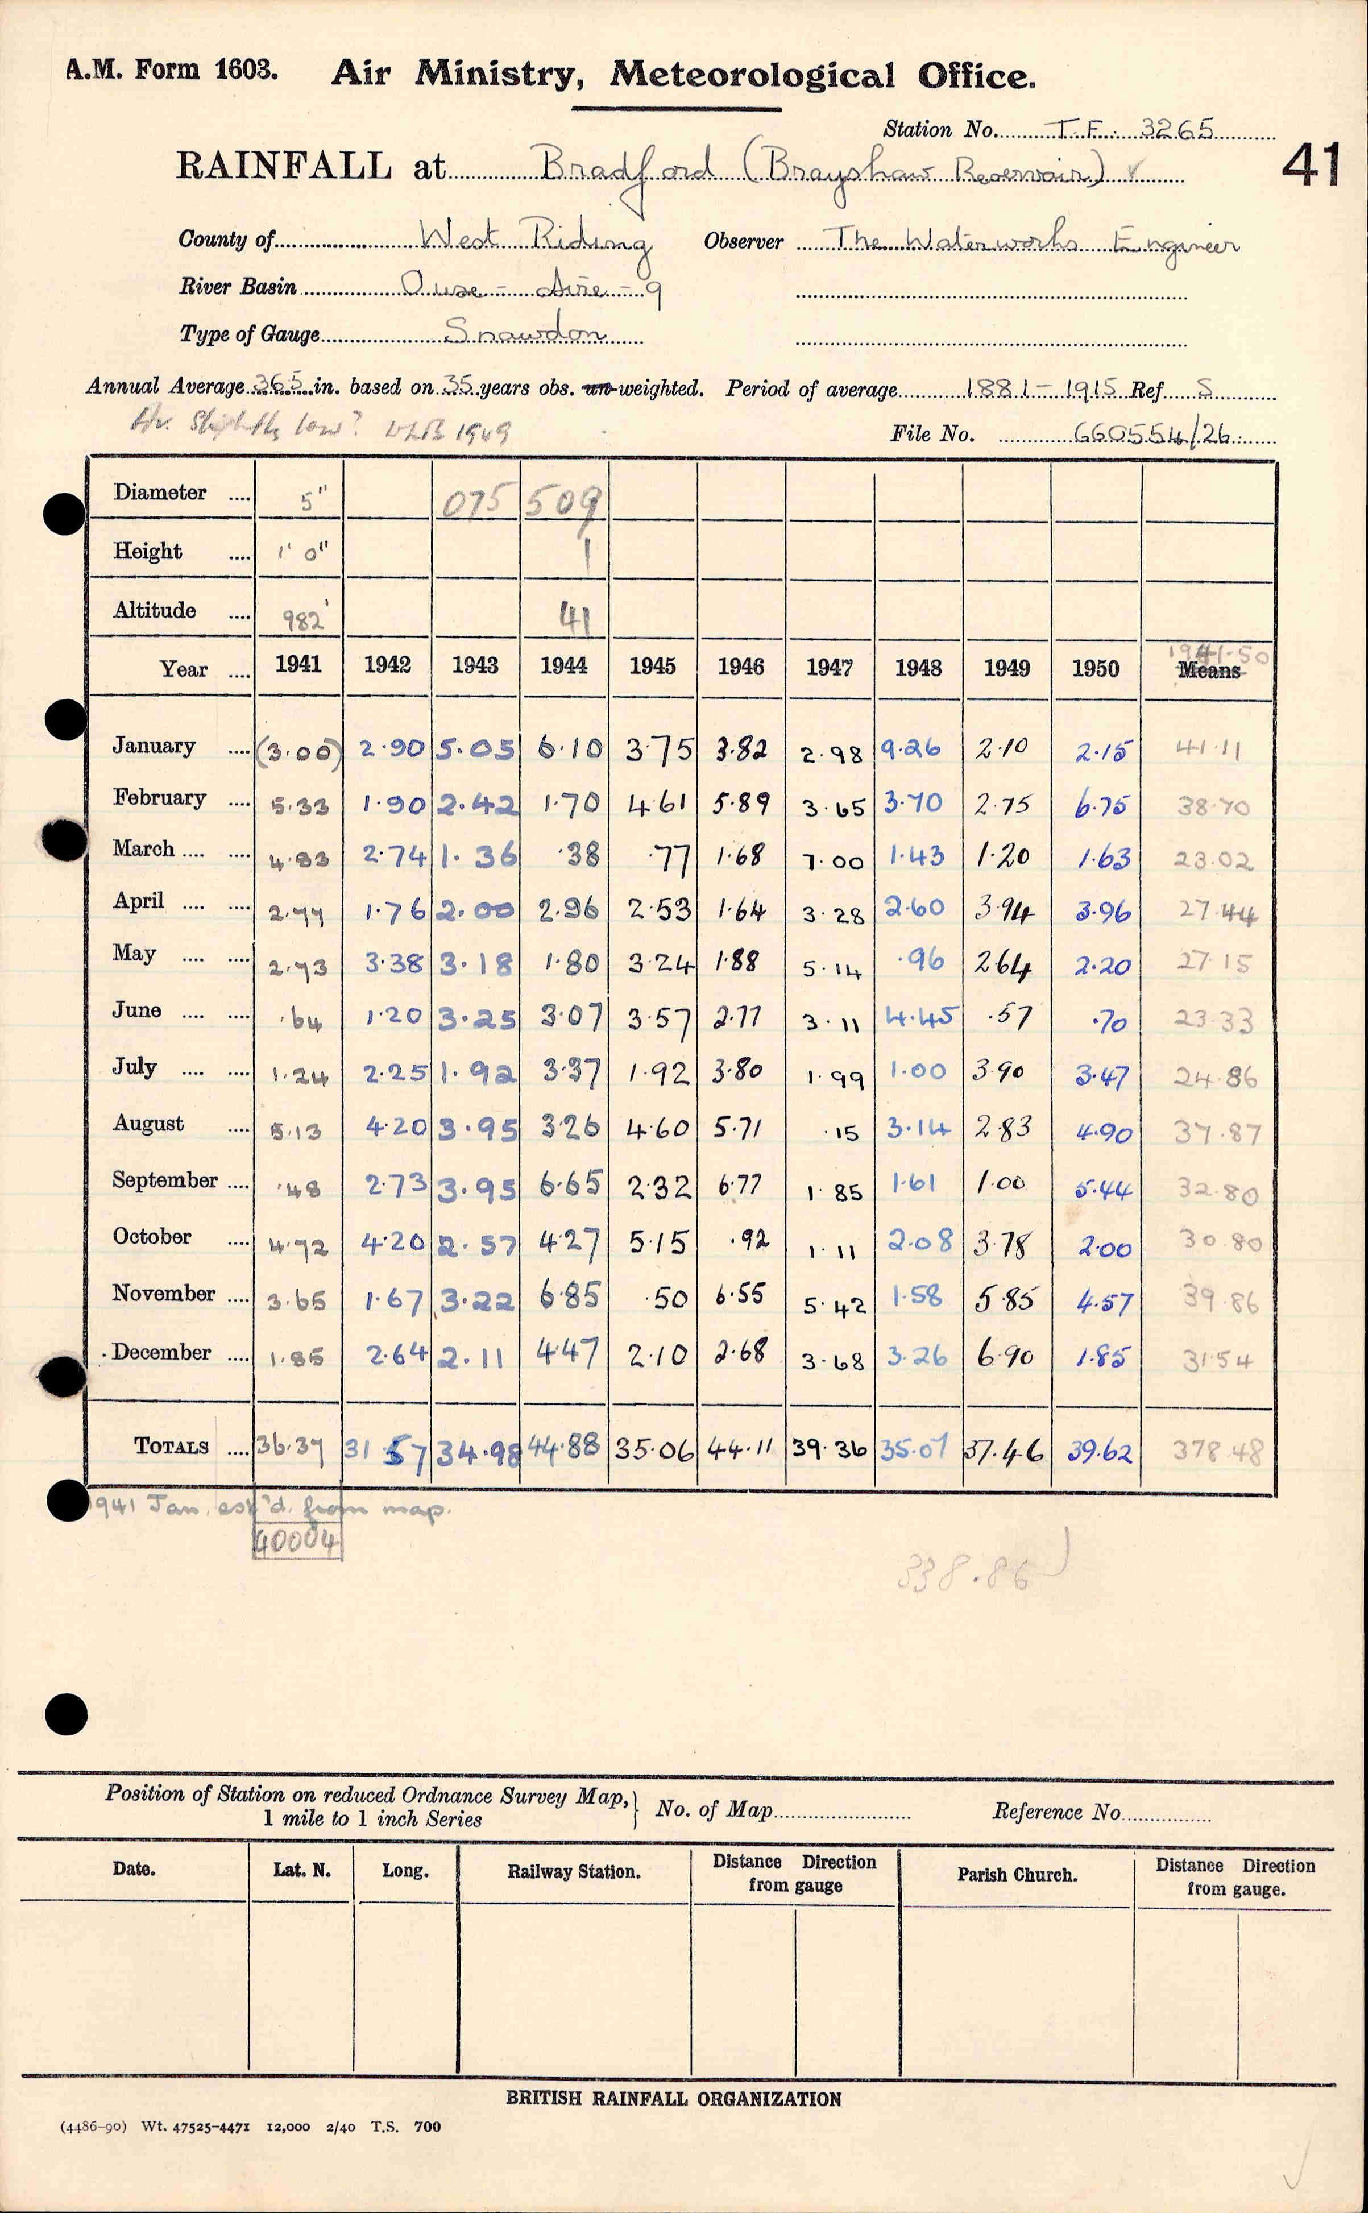 A.M. Form 1603. Air Ministry, Meteorological Office.
Station No. T.F. 3265
RAINFALL at Bradford (Brayshaw Reservoir) ✓ 41
County of West Riding Observer The Waterworks Engineer
River Basin Ouse - Aire - 9
Type of Gauge Snowdon
Annual Average 36.5 in. based on 35 years obs. un-weighted. Period of average 1881-1915 Ref. S
Av. Slightly low? 1949
File No. 660554/26
Diameter .... 5" 075 509
Height .... 1' 0" 1
Altitude .... 982' 41
1941-50
Year .... 1941 1942 1943 1944 1945 1946 1947 1948 1949 1950 Means
January .... (3.00) 2.90 5.05 6.10 3.75 3.82 2.98 9.26 2.10 2.15 41.11
February .... 5.33 1.90 2.42 1.70 4.61 5.89 3.65 3.70 2.75 6.75 38.70
March .... .... 4.83 2.74 1.36 .38 .77 1.68 7.00 1.43 1.20 1.63 23.02
April .... .... 2.77 1.76 2.00 2.96 2.53 1.64 3.28 2.60 3.94 3.96 27.44
May .... .... 2.73 3.38 3.18 1.80 3.24 1.88 5.14 .96 2.64 2.20 27.15
June .... .... .64 1.20 3.25 3.07 3.57 2.77 3.11 4.45 .57 .70 23.33
July .... .... 1.24 2.25 1.92 3.37 1.92 3.80 1.99 1.00 3.90 3.47 24.86
August .... 5.13 4.20 3.95 3.26 4.60 5.71 .15 3.14 2.83 4.90 37.87
September .... .48 2.73 3.95 6.65 2.32 6.77 1.85 1.61 1.00 5.44 32.80
October .... 4.72 4.20 2.57 4.27 5.15 .92 1.11 2.08 3.78 2.00 30.80
November .... 3.65 1.67 3.22 6.85 .50 6.55 5.42 1.58 5.85 4.57 39.86
December .... 1.85 2.64 2.11 4.47 2.10 2.68 3.68 3.26 6.90 1.85 31.54
TOTALS .... 36.37 31.57 34.98 44.88 35.06 44.11 39.36 35.07 37.46 39.62 378.48
1941 Jan. est'd. from map.
40004
338.86
Position of Station on reduced Ordnance Survey Map, 1 mile to 1 inch Series } No. of Map Reference No.
Date. Lat. N. Long. Railway Station. Distance Direction from gauge Parish Church. Distance Direction from gauge.
BRITISH RAINFALL ORGANIZATION
(4486-90) Wt. 47525-4471 12,000 2/40 T.S. 700